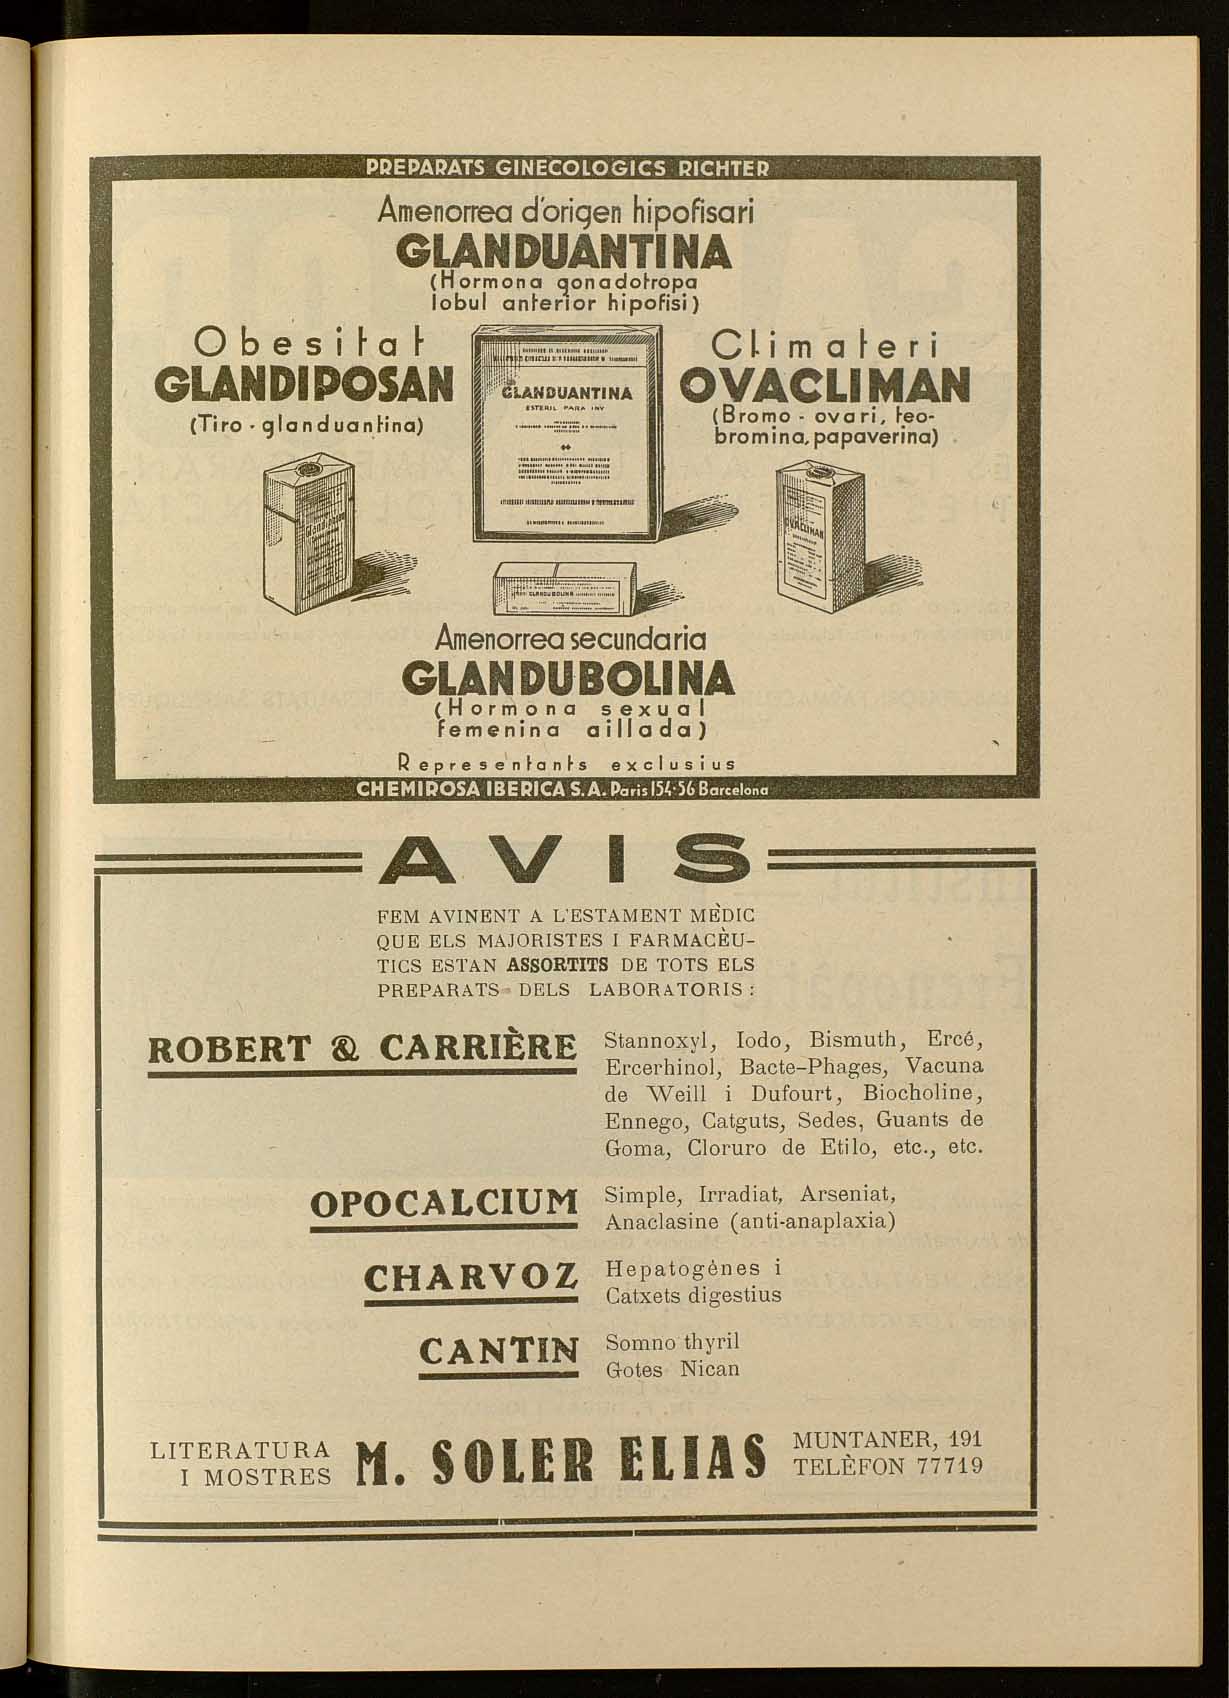 PREPARATS GINECOLOGICS RICHTER
Amenorrea d'origen hipofisari
GLANDUANTINA
(Hormona gonadotropa
lobul anterior hipofisi)
Obesitat
GLANDIPOSAN
(Tiro-glanduantina)
Climateri
OVACLIMAN
(Bromo-ovari, teo-
bromina, papaverina)
GLANDUANTINA
ESTERIL PARA INY
GLANDIPOSAN
OVACLIMAN
GLANDUBOLINA
Amenorrea secundaria
GLANDUBOLINA
(Hormona sexual
femenina aillada)
Representants exclusius
CHEMIROSA IBERICA S.A. Paris 154-56 Barcelona
AVIS
FEM AVINENT A L'ESTAMENT MÈDIC
QUE ELS MAJORISTES I FARMACÈU-
TICS ESTAN ASSORTITS DE TOTS ELS
PREPARATS DELS LABORATORIS:
ROBERT & CARRIÈRE
Stannoxyl, Iodo, Bismuth, Ercé,
Ercerhinol, Bacte-Phages, Vacuna
de Weill i Dufourt, Biocholine,
Ennego, Catguts, Sedes, Guants de
Goma, Cloruro de Etilo, etc., etc.
OPOCALCIUM
Simple, Irradiat, Arseniat,
Anaclasine (anti-anaplaxia)
CHARVOZ
Hepatogènes i
Catxets digestius
CANTIN
Somno thyril
Gotes Nican
LITERATURA
I MOSTRES
M. SOLER ELIAS
MUNTANER, 191
TELÈFON 77719